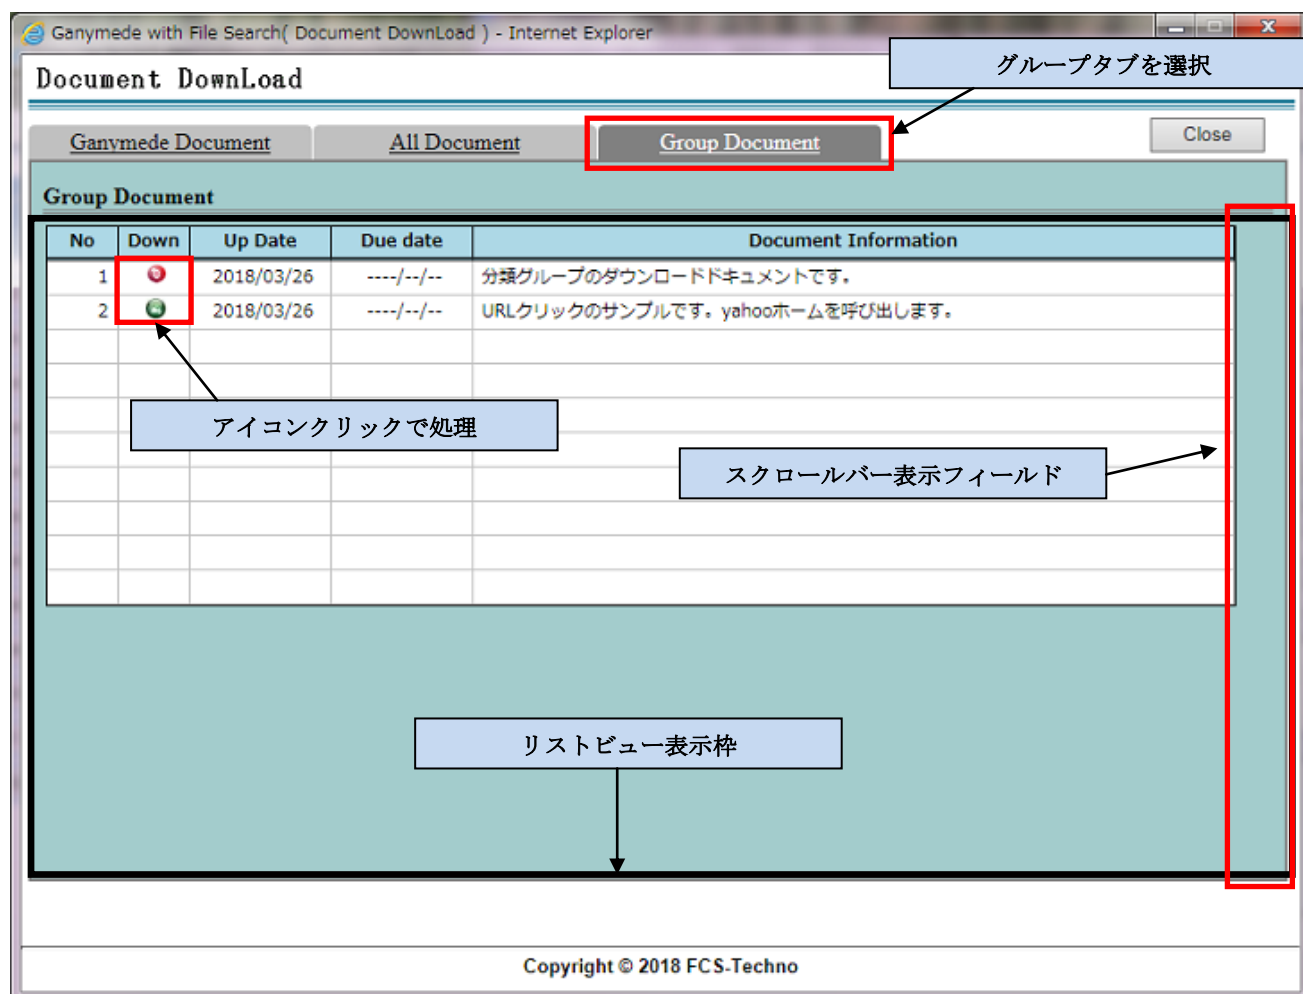 Ganymede with File Search( Document DownLoad ) - Internet Explorer
グループタブを選択
Document DownLoad
Ganymede Document All Document Group Document Close
Group Document
No Down Up Date Due date Document Information
1 2018/03/26 ----/--/-- 分類グループのダウンロードドキュメントです。
2 2018/03/26 ----/--/-- URLクリックのサンプルです。yahooホームを呼び出します。
アイコンクリックで処理
スクロールバー表示フィールド
リストビュー表示枠
Copyright © 2018 FCS-Techno